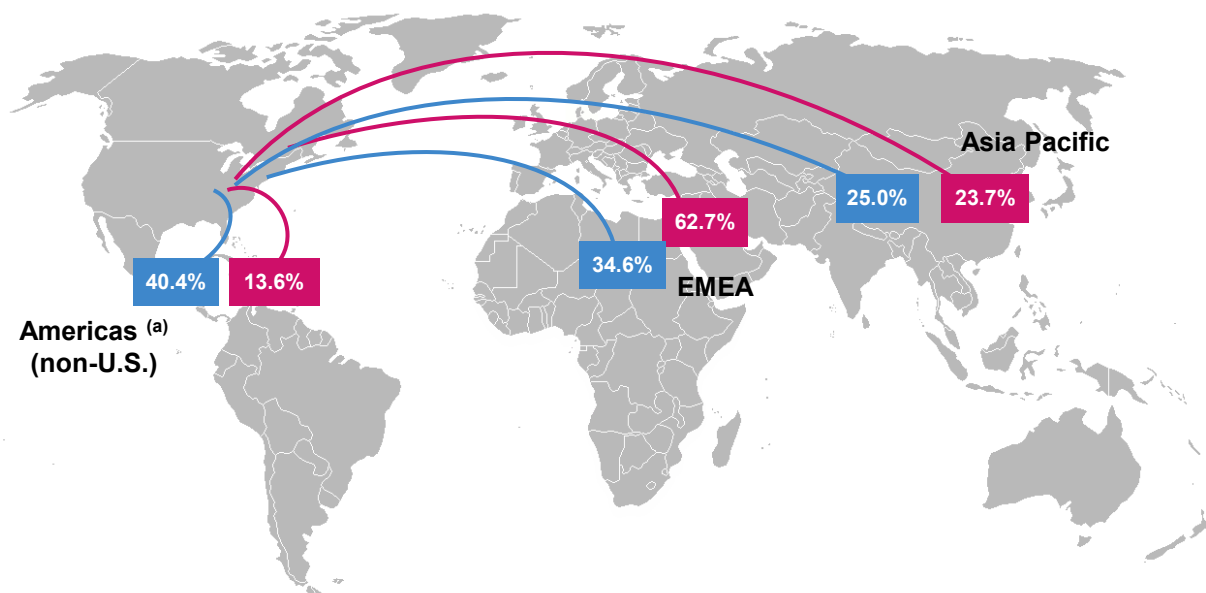 Asia Pacific
25.0%
23.7%
62.7%
34.6%
EMEA
40.4%
13.6%
Americas (a)
(non-U.S.)